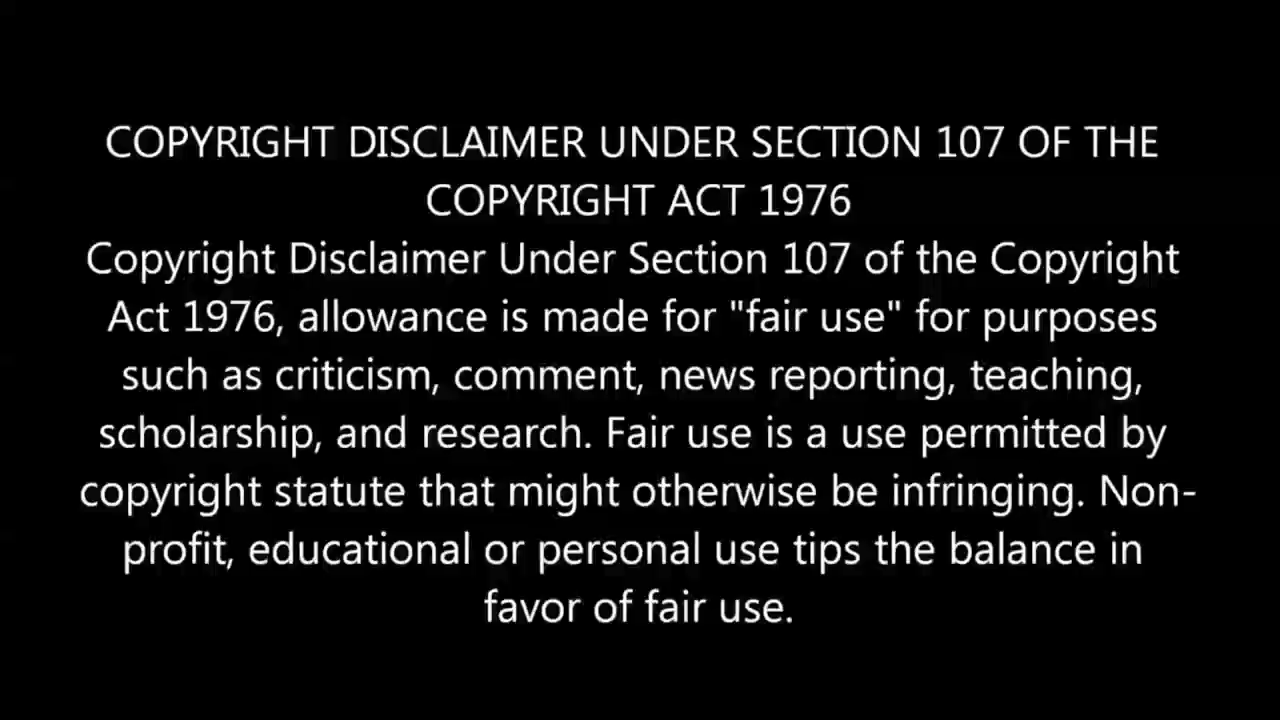 COPYRIGHT DISCLAIMER UNDER SECTION 107 OF THE
COPYRIGHT ACT 1976
Copyright Disclaimer Under Section 107 of the Copyright
Act 1976, allowance is made for "fair use" for purposes
such as criticism, comment, news reporting, teaching,
scholarship, and research. Fair use is a use permitted by
copyright statute that might otherwise be infringing. Non-
profit, educational or personal use tips the balance in
favor of fair use.